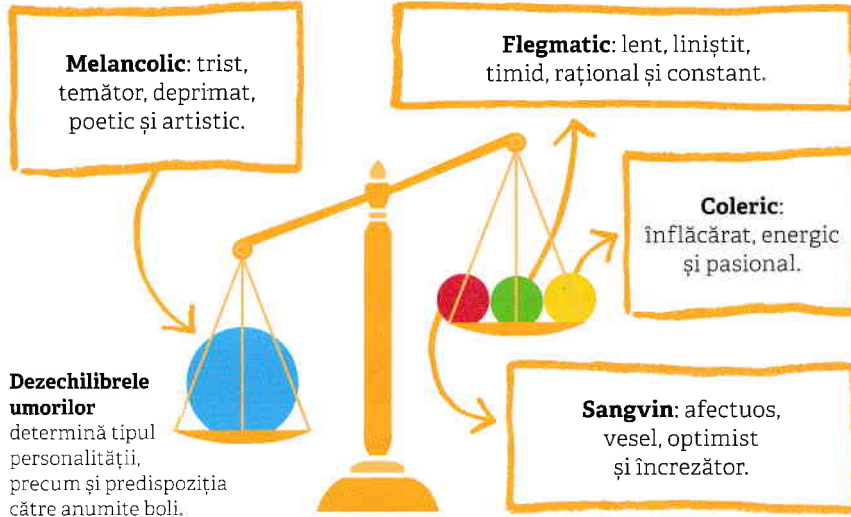 Melancolic: trist,
temător, deprimat,
poetic și artistic.
Flegmatic: lent, liniștit,
timid, rațional și constant.
Coleric:
înflăcărat, energic
și pasional.
Sangvin: afectuos,
vesel, optimist
și încrezător.
Dezechilibrele
umorilor
determină tipul
personalității,
precum și predispoziția
către anumite boli.